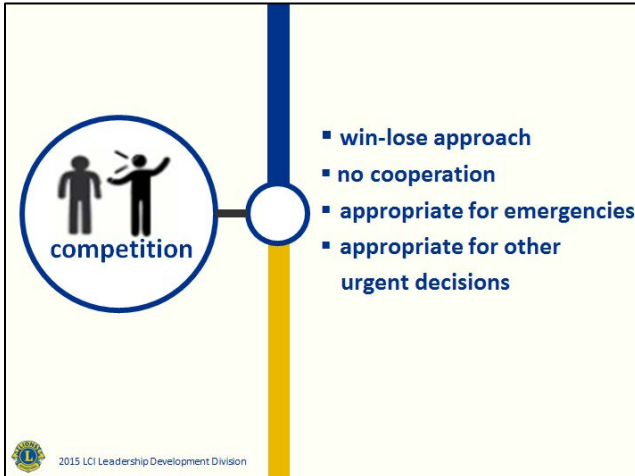 competition
▪ win-lose approach
▪ no cooperation
▪ appropriate for emergencies
▪ appropriate for other
urgent decisions
L
2015 LCI Leadership Development Division